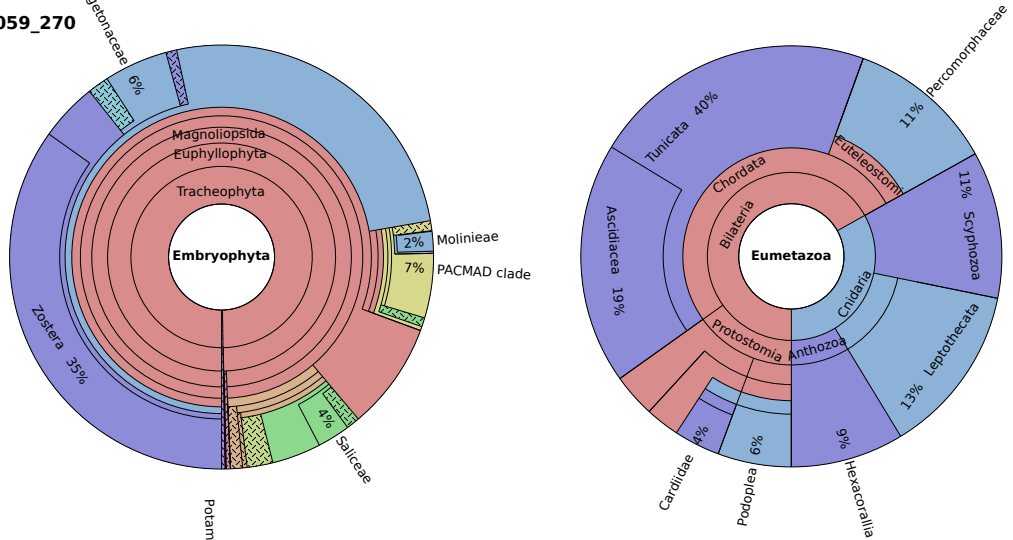 059_270
getonaceae
6%
Magnoliopsida
Euphyllophyta
Tracheophyta
Embryophyta
2% Molinieae
7% PACMAD clade
Zostera 35%
4%
Saliceae
Potam
Percomorphaceae
11%
Tunicata 40%
Euteleostomi
Chordata
11% Scyphozoa
Bilateria
Ascidiacea 19%
Eumetazoa
Cnidaria
Protostomia
Anthozoa
Leptothecata
13%
4%
6%
9%
Cardiidae
Podoplea
Hexacorallia